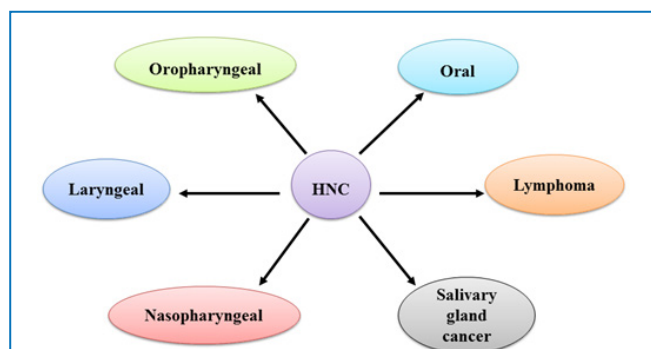 Oropharyngeal
Oral
Laryngeal
HNC
Lymphoma
Nasopharyngeal
Salivary
gland
cancer